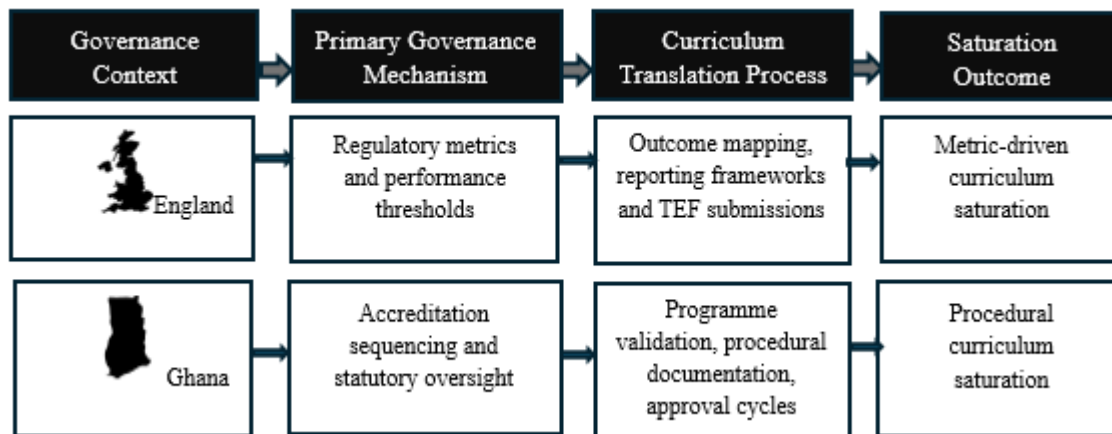 Governance
Context
Primary Governance
Mechanism
Curriculum
Translation Process
Saturation
Outcome
England
Regulatory metrics
and performance
thresholds
Outcome mapping,
reporting frameworks
and TEF submissions
Metric-driven
curriculum
saturation
Ghana
Accreditation
sequencing and
statutory oversight
Programme
validation, procedural
documentation,
approval cycles
Procedural
curriculum
saturation